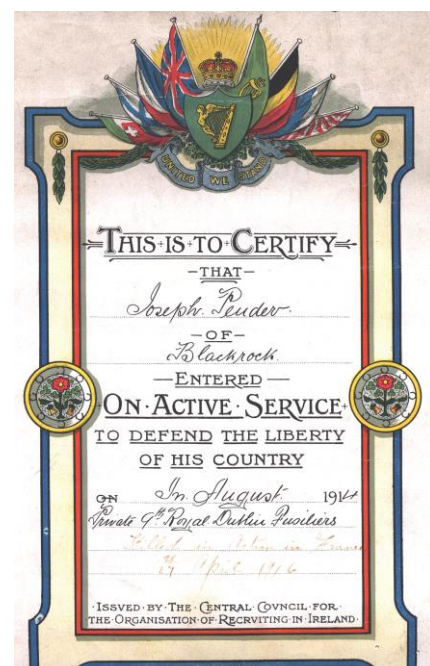 UNITED WE STAND
THIS·IS·TO·CERTIFY
—THAT—
Joseph Pender.
—OF—
Blackrock.
—ENTERED—
ON·ACTIVE·SERVICE
TO DEFEND THE LIBERTY
OF HIS COUNTRY
ON In August. 1914
Private 9th Royal Dublin Fusiliers
Killed in Action in France
April 1916
·ISSVED·BY·THE·CENTRAL·COVNCIL·FOR·
THE·ORGANISATION·OF·RECRVITING·IN·IRELAND·